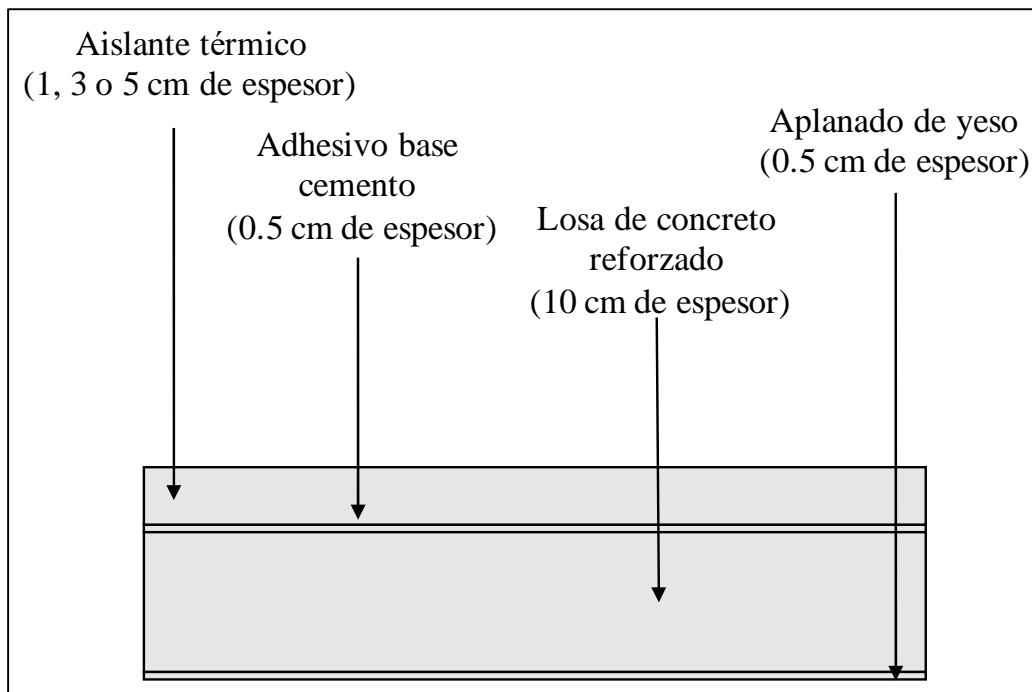 Aislante térmico
(1, 3 o 5 cm de espesor)
Adhesivo base
cemento
(0.5 cm de espesor)
Losa de concreto
reforzado
(10 cm de espesor)
Aplanado de yeso
(0.5 cm de espesor)